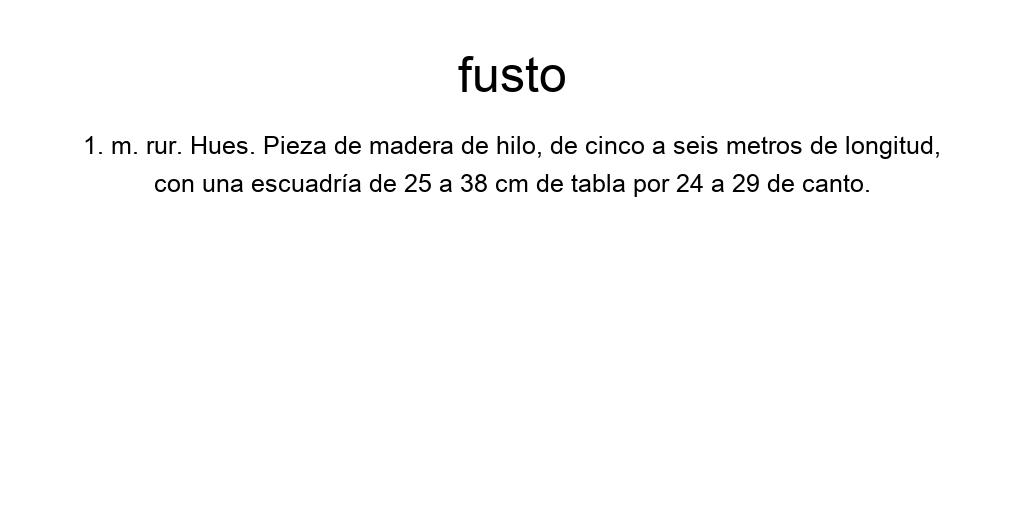 fusto
1. m. rur. Hues. Pieza de madera de hilo, de cinco a seis metros de longitud,
con una escuadría de 25 a 38 cm de tabla por 24 a 29 de canto.